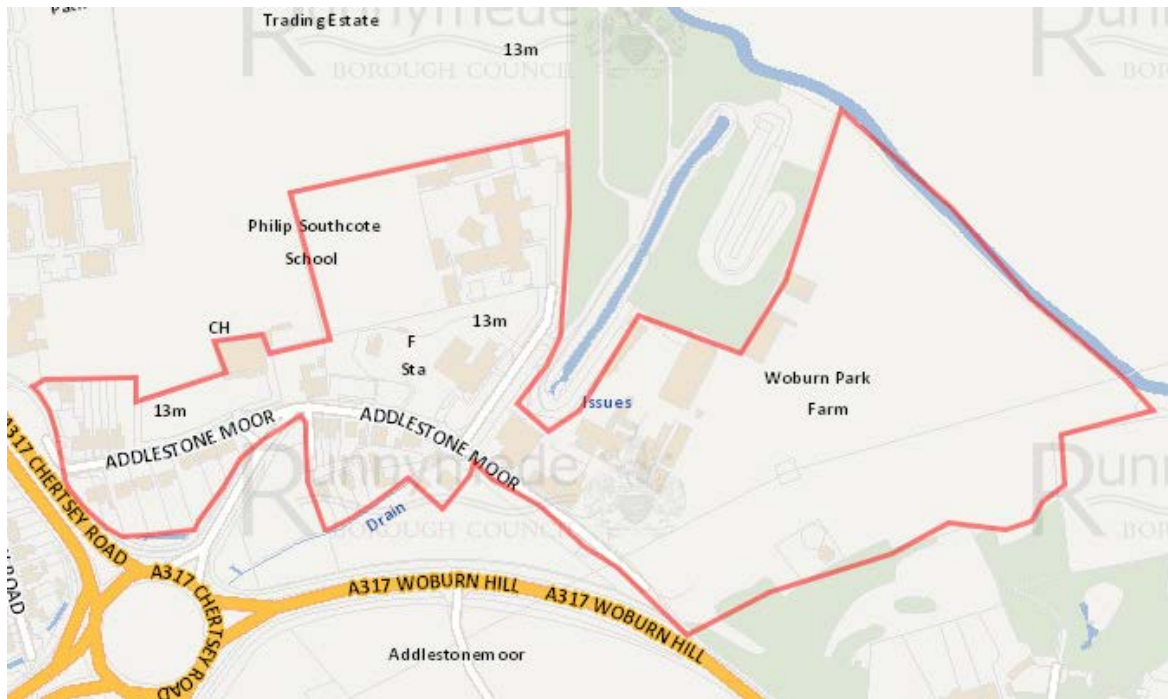 Trading Estate
13m
Runnymede
BOROUGH COUNCIL
Philip Southcote
School
CH
13m
F
Sta
Woburn Park
Farm
Issues
13m
ADDLESTONE MOOR
ADDLESTONE MOOR
Runnymede
BOROUGH COUNCIL
Drain
A317 CHERTSEY ROAD
A317 CHERTSEY ROAD
A317 WOBURN HILL
A317 WOBURN HILL
ROAD
Addlestonemoor